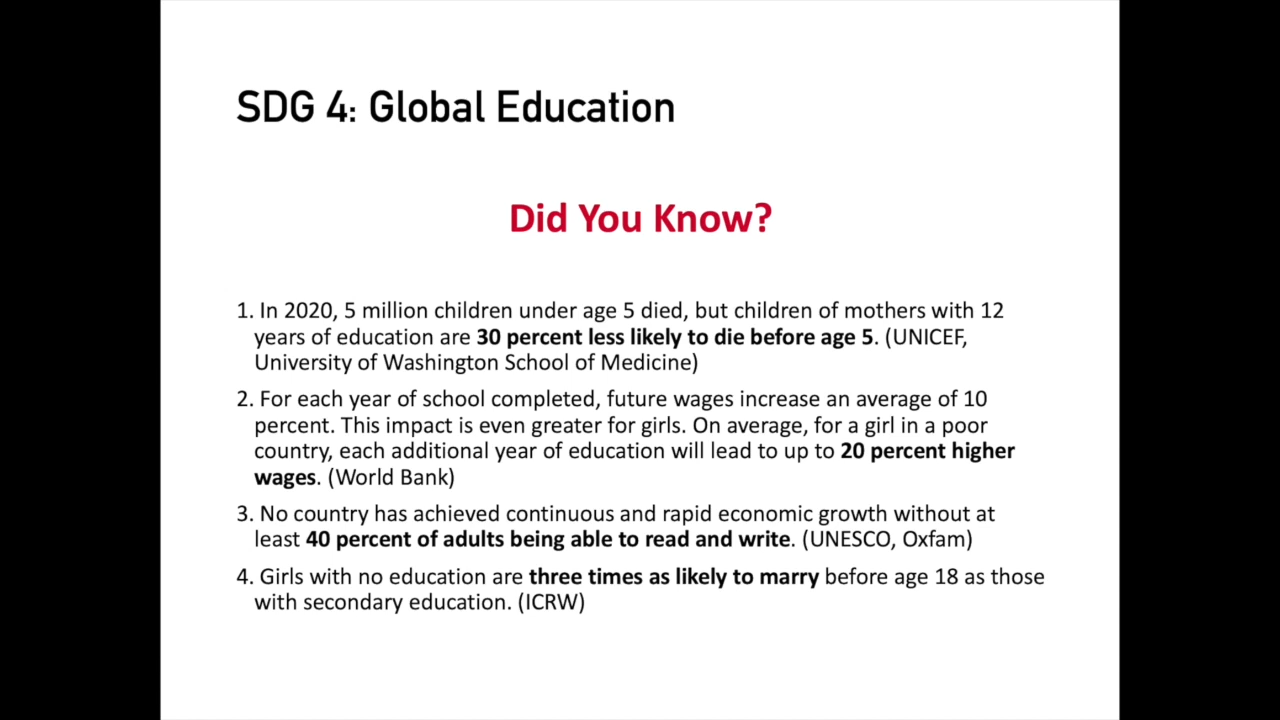 SDG 4: Global Education
Did You Know?
1. In 2020, 5 million children under age 5 died, but children of mothers with 12
years of education are 30 percent less likely to die before age 5. (UNICEF,
University of Washington School of Medicine)
2. For each year of school completed, future wages increase an average of 10
percent. This impact is even greater for girls. On average, for a girl in a poor
country, each additional year of education will lead to up to 20 percent higher
wages. (World Bank)
3. No country has achieved continuous and rapid economic growth without at
least 40 percent of adults being able to read and write. (UNESCO, Oxfam)
4. Girls with no education are three times as likely to marry before age 18 as those
with secondary education. (ICRW)